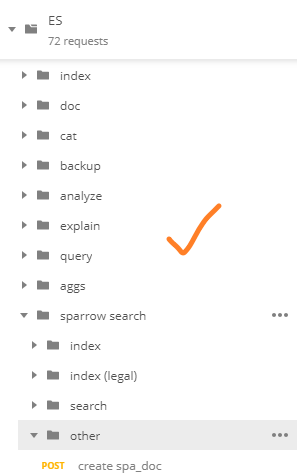 ES
72 requests
index
doc
cat
backup
analyze
explain
query
aggs
sparrow search
index
index (legal)
search
other
POST create spa_doc